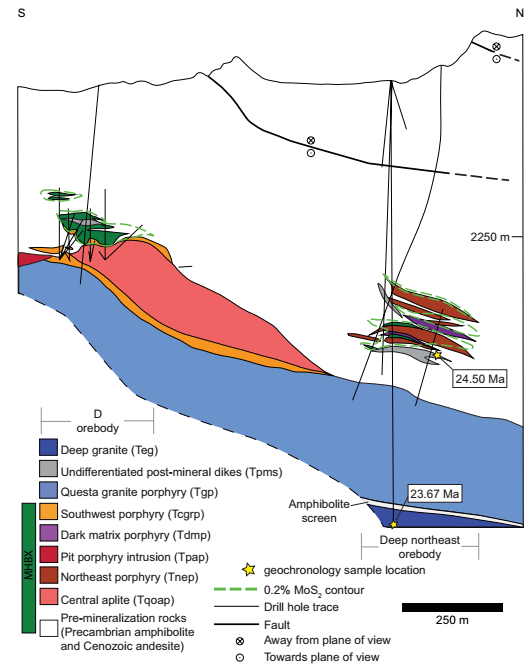 S
N
2250 m
24.50 Ma
D
orebody
23.67 Ma
Amphibolite
screen
Deep northeast
orebody
Deep granite (Teg)
Undifferentiated post-mineral dikes (Tpms)
Questa granite porphyry (Tgp)
Southwest porphyry (Tcgrp)
Dark matrix porphyry (Tdmp)
Pit porphyry intrusion (Tpap)
Northeast porphyry (Tnep)
Central aplite (Tqoap)
Pre-mineralization rocks
(Precambrian amphibolite
and Cenozoic andesite)
MHBX
geochronology sample location
0.2% MoS₂ contour
Drill hole trace
Fault
Away from plane of view
Towards plane of view
250 m